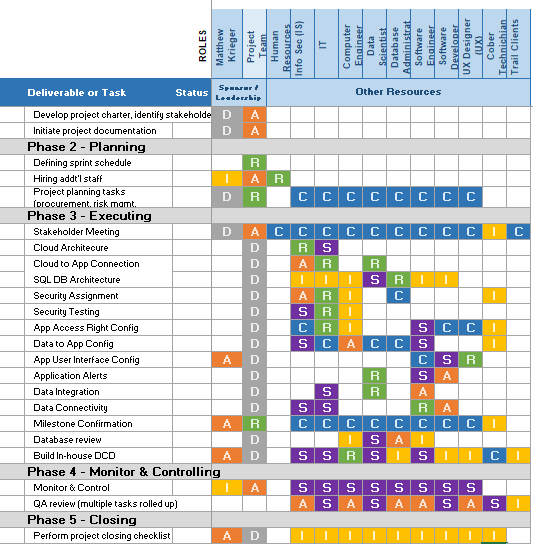 ROLES
Matthew Krieger
Project Team
Human Resources
Info Sec (IS)
IT
Computer Engineer
Data Scientist
Database Administrat
Software Engineer
Software Developer
UX Designer (UX)
Cober Technichian
Trail Clients
Deliverable or Task Status Sponsor / Leadership Other Resources
Develop project charter, identify stakeholde D A
Initiate project documentation D A
Phase 2 - Planning
Defining sprint schedule R
Hiring addt'l staff I A R
Project planning tasks
(procurement, risk mgmt, D R C C C C C C C C
Phase 3 - Executing
Stakeholder Meeting D A C C C C C C C C C I C
Cloud Architecure D R S
Cloud to App Connection D A R R
SQL DB Architecture D I I I S R I I
Security Assignment D A R I C I
Security Testing D S R I
App Access Right Config D C R I S C C I
Data to App Config D S C A C C S I
App User Interface Config A D C S R
Application Alerts D R S A
Data Integration D S R A
Data Connectivity D S S R A
Milestone Confirmation A R C C C C C C C C I
Database review D I S A I
Build In-house DCD A D S S R S I S I I C I
Phase 4 - Monitor & Controlling
Monitor & Control I A S S S S S S S S
QA review (multiple tasks rolled up) A S A S A A S A S I
Phase 5 - Closing
Perform project closing checklist A D I I I I I I I I I